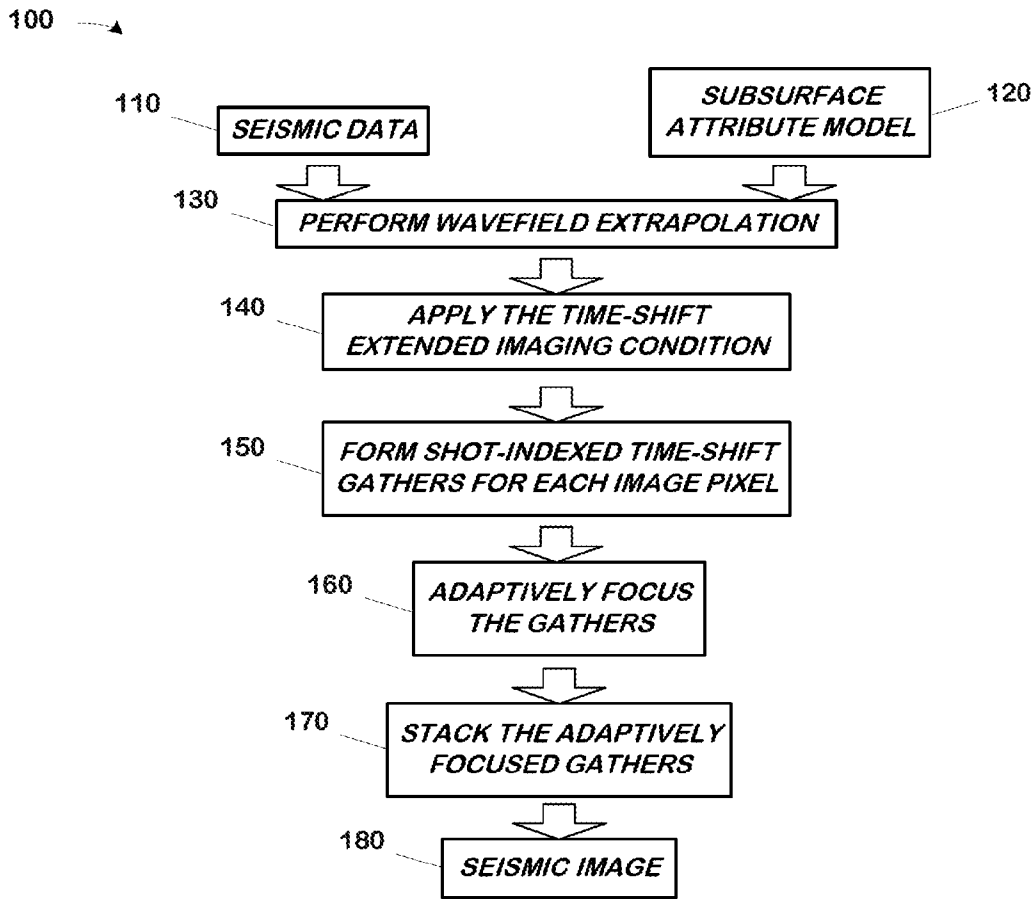 100
110
SEISMIC DATA
SUBSURFACE
ATTRIBUTE MODEL
120
130
PERFORM WAVEFIELD EXTRAPOLATION
140
APPLY THE TIME-SHIFT
EXTENDED IMAGING CONDITION
150
FORM SHOT-INDEXED TIME-SHIFT
GATHERS FOR EACH IMAGE PIXEL
160
ADAPTIVELY FOCUS
THE GATHERS
170
STACK THE ADAPTIVELY
FOCUSED GATHERS
180
SEISMIC IMAGE